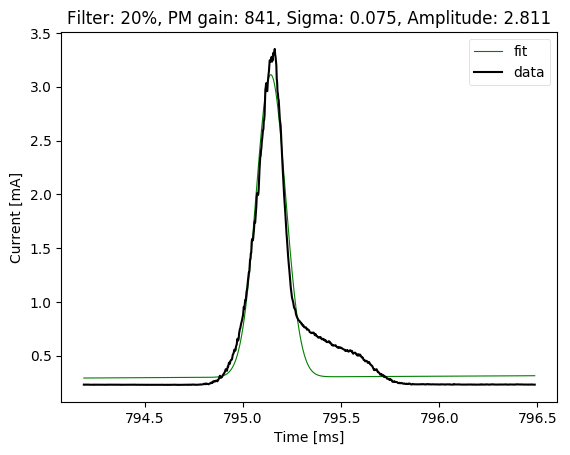 Filter: 20%, PM gain: 841, Sigma: 0.075, Amplitude: 2.811
fit
data
3.5
3.0
2.5
2.0
1.5
1.0
0.5
Current [mA]
794.5
795.0
795.5
796.0
796.5
Time [ms]